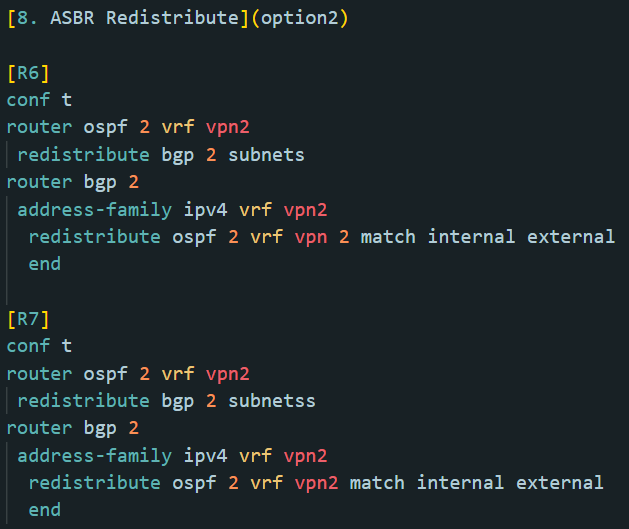 [8. ASBR Redistribute](option2)
[R6]
conf t
router ospf 2 vrf vpn2
redistribute bgp 2 subnets
router bgp 2
address-family ipv4 vrf vpn2
redistribute ospf 2 vrf vpn 2 match internal external
end
[R7]
conf t
router ospf 2 vrf vpn2
redistribute bgp 2 subnetss
router bgp 2
address-family ipv4 vrf vpn2
redistribute ospf 2 vrf vpn2 match internal external
end